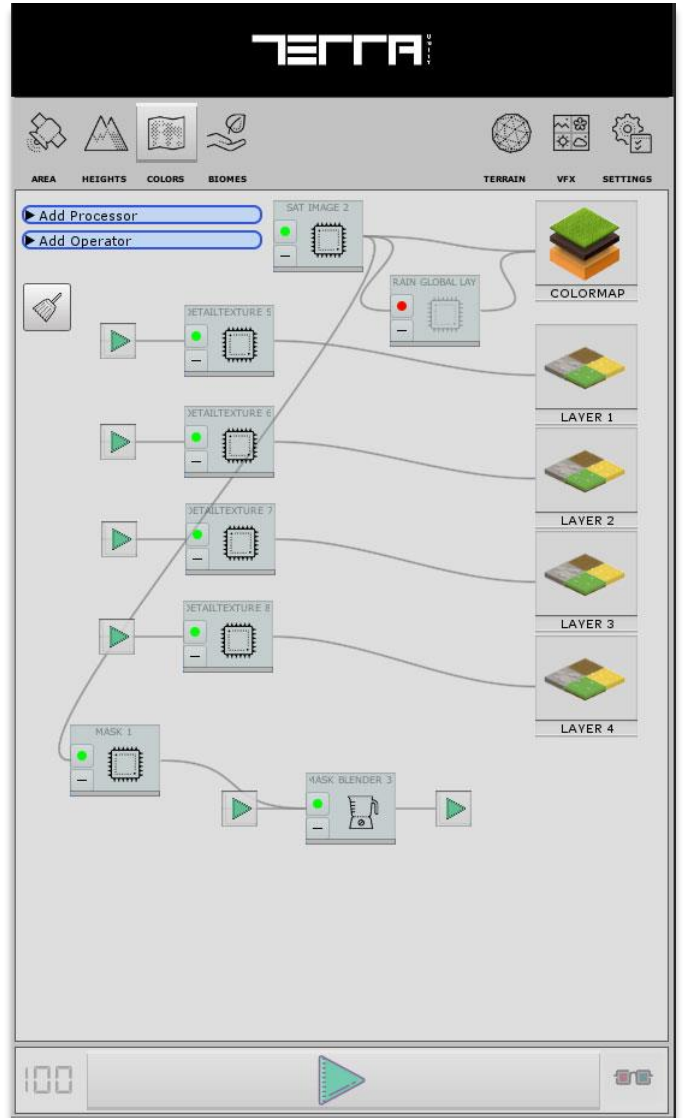 TERRA
UNITY
AREA HEIGHTS COLORS BIOMES TERRAIN VFX SETTINGS
Add Processor
Add Operator
SAT IMAGE 2
RAIN GLOBAL LAY
COLORMAP
DETAILTEXTURE 5
LAYER 1
DETAILTEXTURE 6
LAYER 2
DETAILTEXTURE 7
LAYER 3
DETAILTEXTURE 8
LAYER 4
MASK 1
MASK BLENDER 3
100